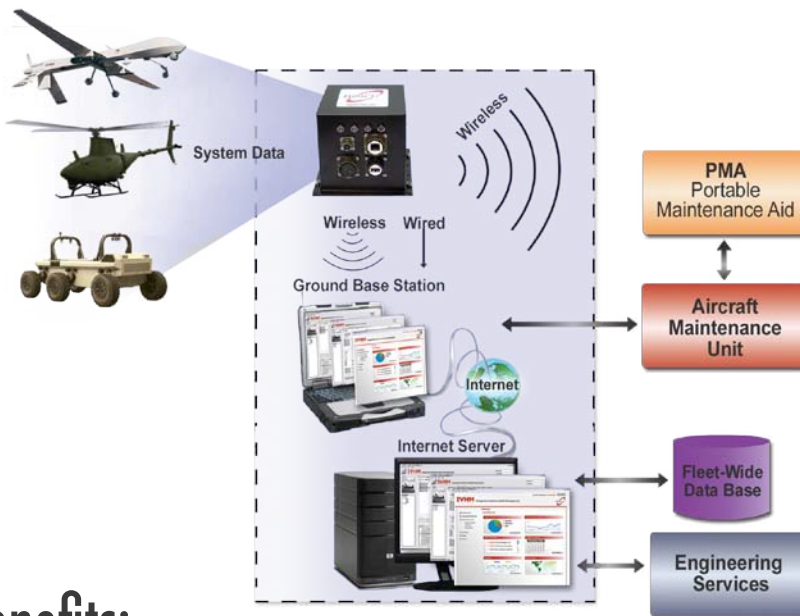 System Data
Wireless
Wireless
Wired
Ground Base Station
Internet
Internet Server
IVHM
PMA
Portable
Maintenance Aid
Aircraft
Maintenance
Unit
Fleet-Wide
Data Base
Engineering
Services